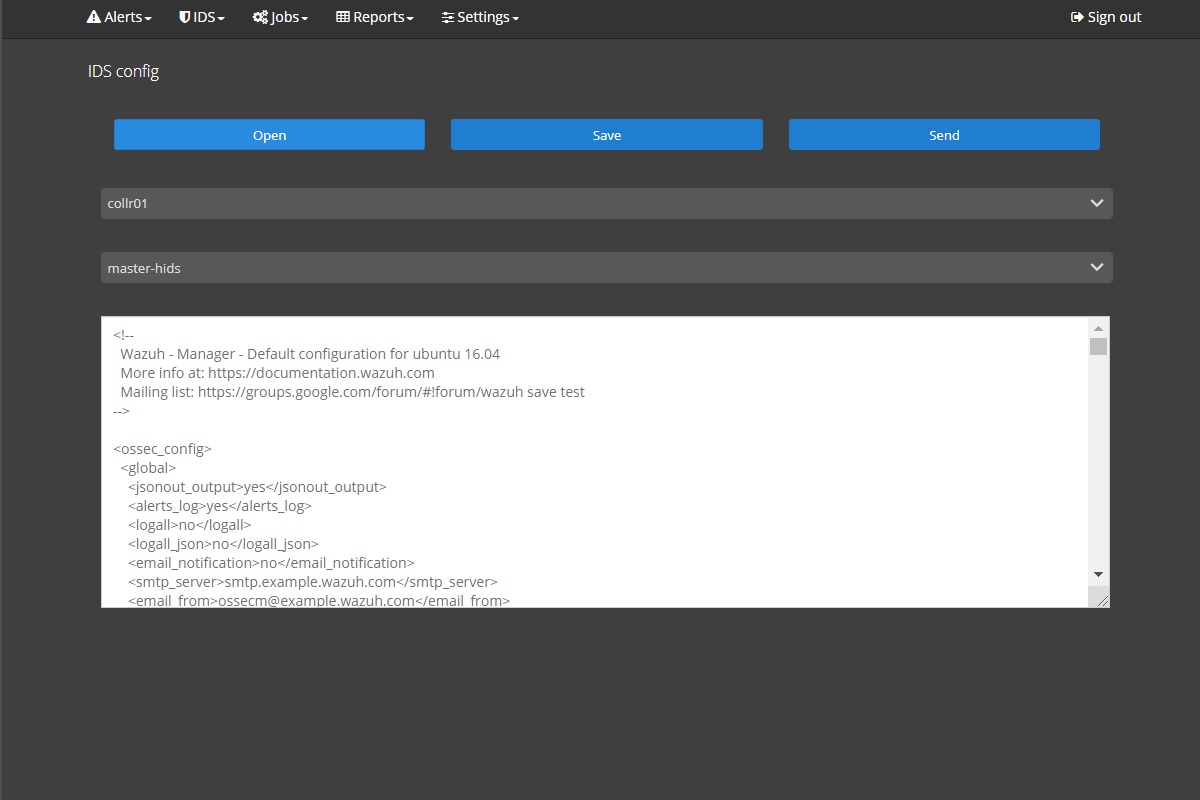 Alerts IDS Jobs Reports Settings Sign out
IDS config
Open Save Send
collr01
master-hids
<!--
Wazuh - Manager - Default configuration for ubuntu 16.04
More info at: https://documentation.wazuh.com
Mailing list: https://groups.google.com/forum/#!forum/wazuh save test
-->
<ossec_config>
<global>
<jsonout_output>yes</jsonout_output>
<alerts_log>yes</alerts_log>
<logall>no</logall>
<logall_json>no</logall_json>
<email_notification>no</email_notification>
<smtp_server>smtp.example.wazuh.com</smtp_server>
<email_from>ossecm@example.wazuh.com</email_from>